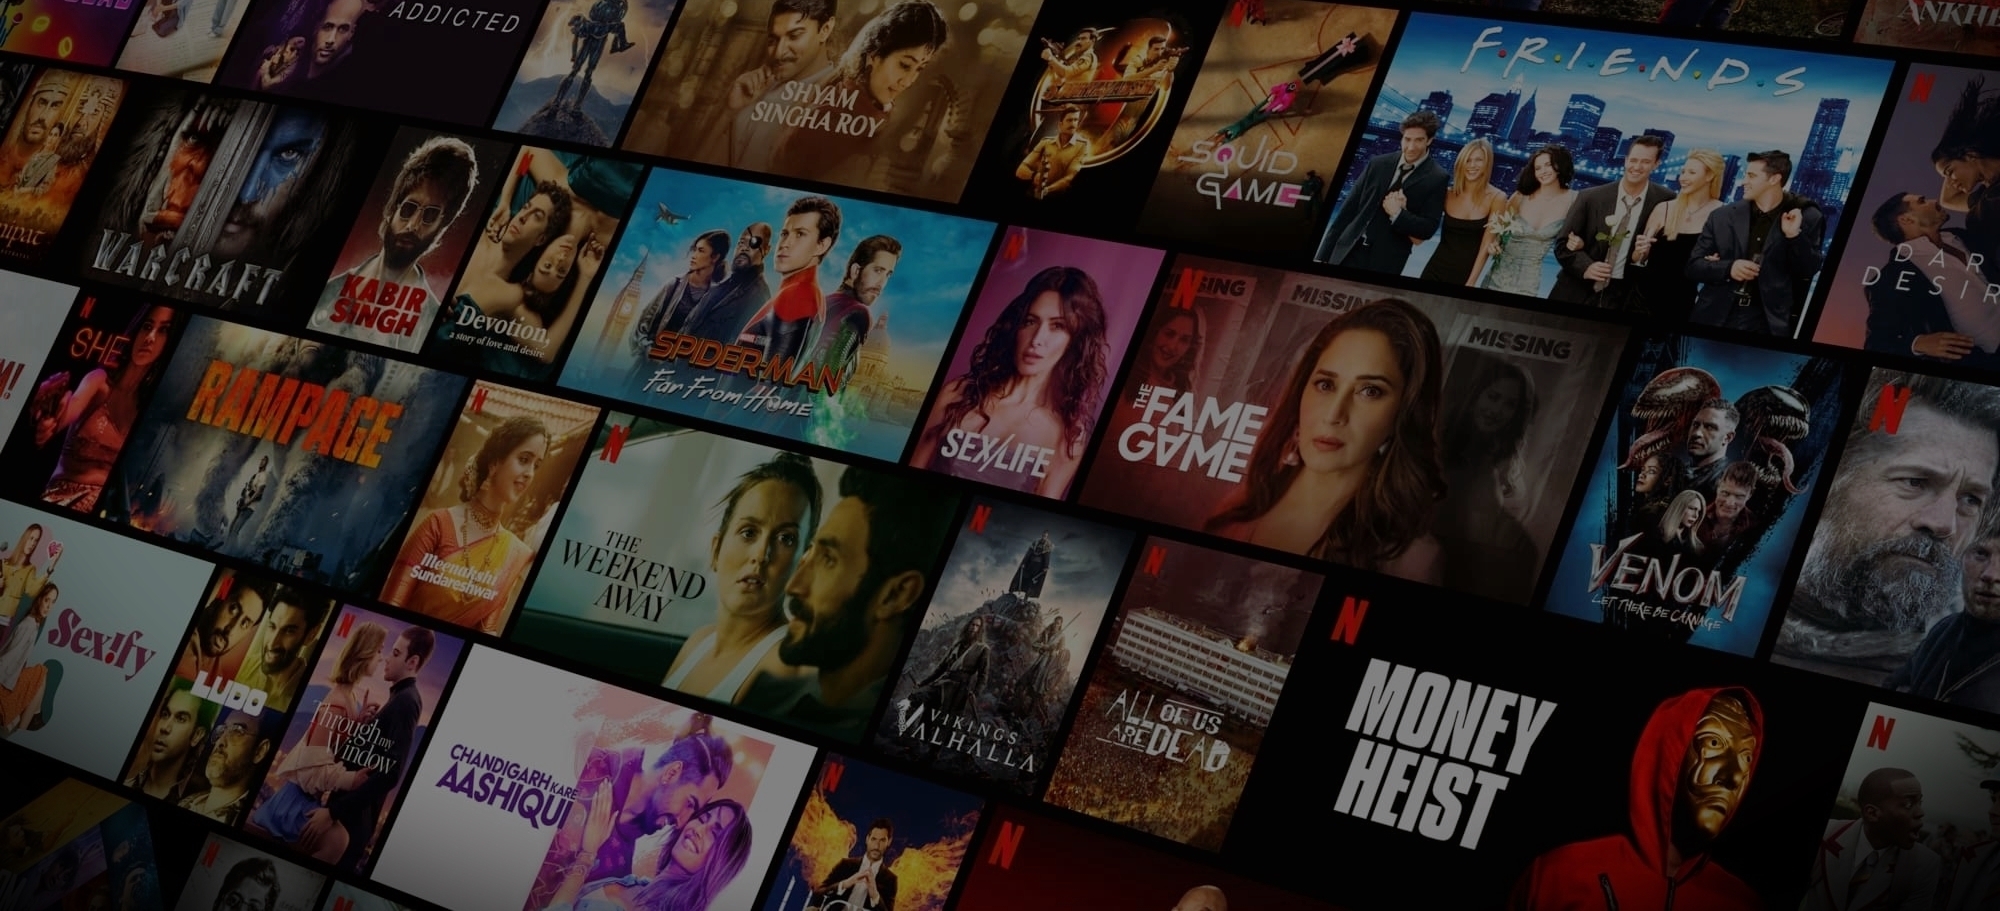 ADDICTED
SHYAM
SINGHA ROY
SQUID
GAME
F·R·I·E·N·D·S
ANKH
DAR
DESIR
WARCRAFT
KABIR
SINGH
Devotion,
a story of love and desire
SPIDER-MAN
Far From Home
SEX/LIFE
MISSING
MISSING
THE
FAME
GAME
VENOM
LET THERE BE CARNAGE
SHE
RAMPAGE
Meenakshi
Sundareshwar
THE
WEEKEND
AWAY
VIKINGS
VALHALLA
ALL OF US
ARE DEAD
MONEY
HEIST
Sex!fy
LUDO
Through my
Window
CHANDIGARH KARE
AASHIQUI